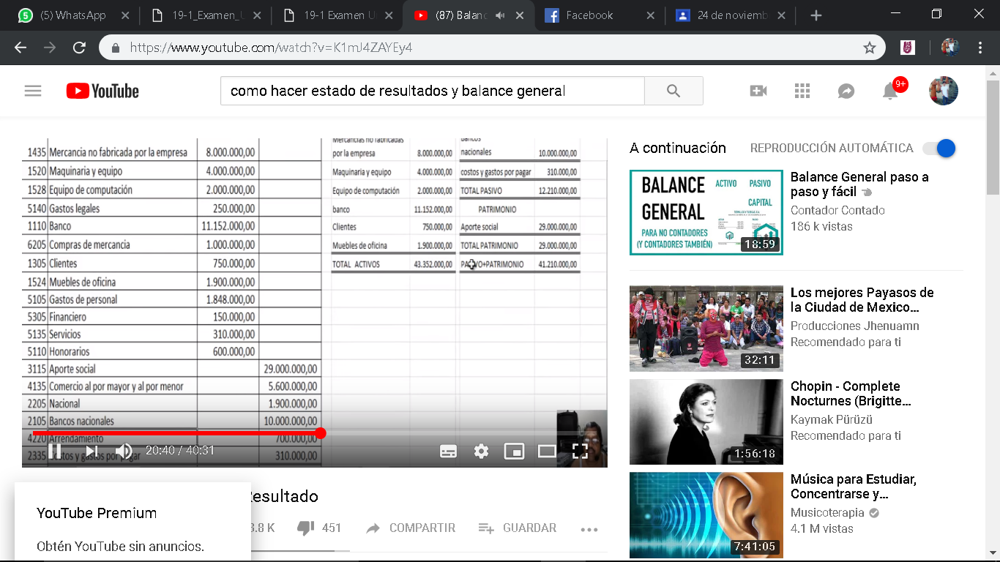 (5) WhatsApp
19-1_Examen_U
19-1 Examen U
(87) Balanc
Facebook
24 de noviemb
https://www.youtube.com/watch?v=K1mJ4ZAYEy4
YouTube
como hacer estado de resultados y balance general
9+
1435 Mercancia no fabricada por la empresa 8.000.000,00
1520 Maquinaria y equipo 4.000.000,00
1528 Equipo de computación 2.000.000,00
5140 Gastos legales 250.000,00
1110 Banco 11.152.000,00
6205 Compras de mercancia 1.000.000,00
1305 Clientes 750.000,00
1524 Muebles de oficina 1.900.000,00
5105 Gastos de personal 1.848.000,00
5305 Financiero 150.000,00
5135 Servicios 310.000,00
5110 Honorarios 600.000,00
3115 Aporte social 29.000.000,00
4135 Comercio al por mayor y al por menor 5.600.000,00
2205 Nacional 1.900.000,00
2105 Bancos nacionales 10.000.000,00
4220 Arrendamiento 700.000,00
2335 Costos y gastos por pagar 310.000,00
Mercancias no fabricadas
por la empresa 8.000.000,00
Maquinaria y equipo 4.000.000,00
Equipo de computación 2.000.000,00
banco 11.152.000,00
Clientes 750.000,00
Muebles de oficina 1.900.000,00
TOTAL ACTIVOS 43.352.000,00
bancos
nacionales 10.000.000,00
costos y gastos por pagar 310.000,00
TOTAL PASIVO 12.210.000,00
PATRIMONIO
Aporte social 29.000.000,00
TOTAL PATRIMONIO 29.000.000,00
PASIVO+PATRIMONIO 41.210.000,00
20:40 / 40:31
A continuación
REPRODUCCIÓN AUTOMÁTICA
BALANCE
GENERAL
PARA NO CONTADORES
(Y CONTADORES TAMBIÉN)
ACTIVO PASIVO
CAPITAL
18:59
Balance General paso a
paso y fácil
Contador Contado
186 k vistas
32:11
Los mejores Payasos de
la Ciudad de Mexico...
Producciones Jhenuamn
Recomendado para ti
1:56:18
Chopin - Complete
Nocturnes (Brigitte...
Kaymak Pürüzü
Recomendado para ti
7:41:05
Música para Estudiar,
Concentrarse y...
Musicoterapia
4.1 M vistas
Resultado
3.8 K 451 COMPARTIR GUARDAR
YouTube Premium
Obtén YouTube sin anuncios.